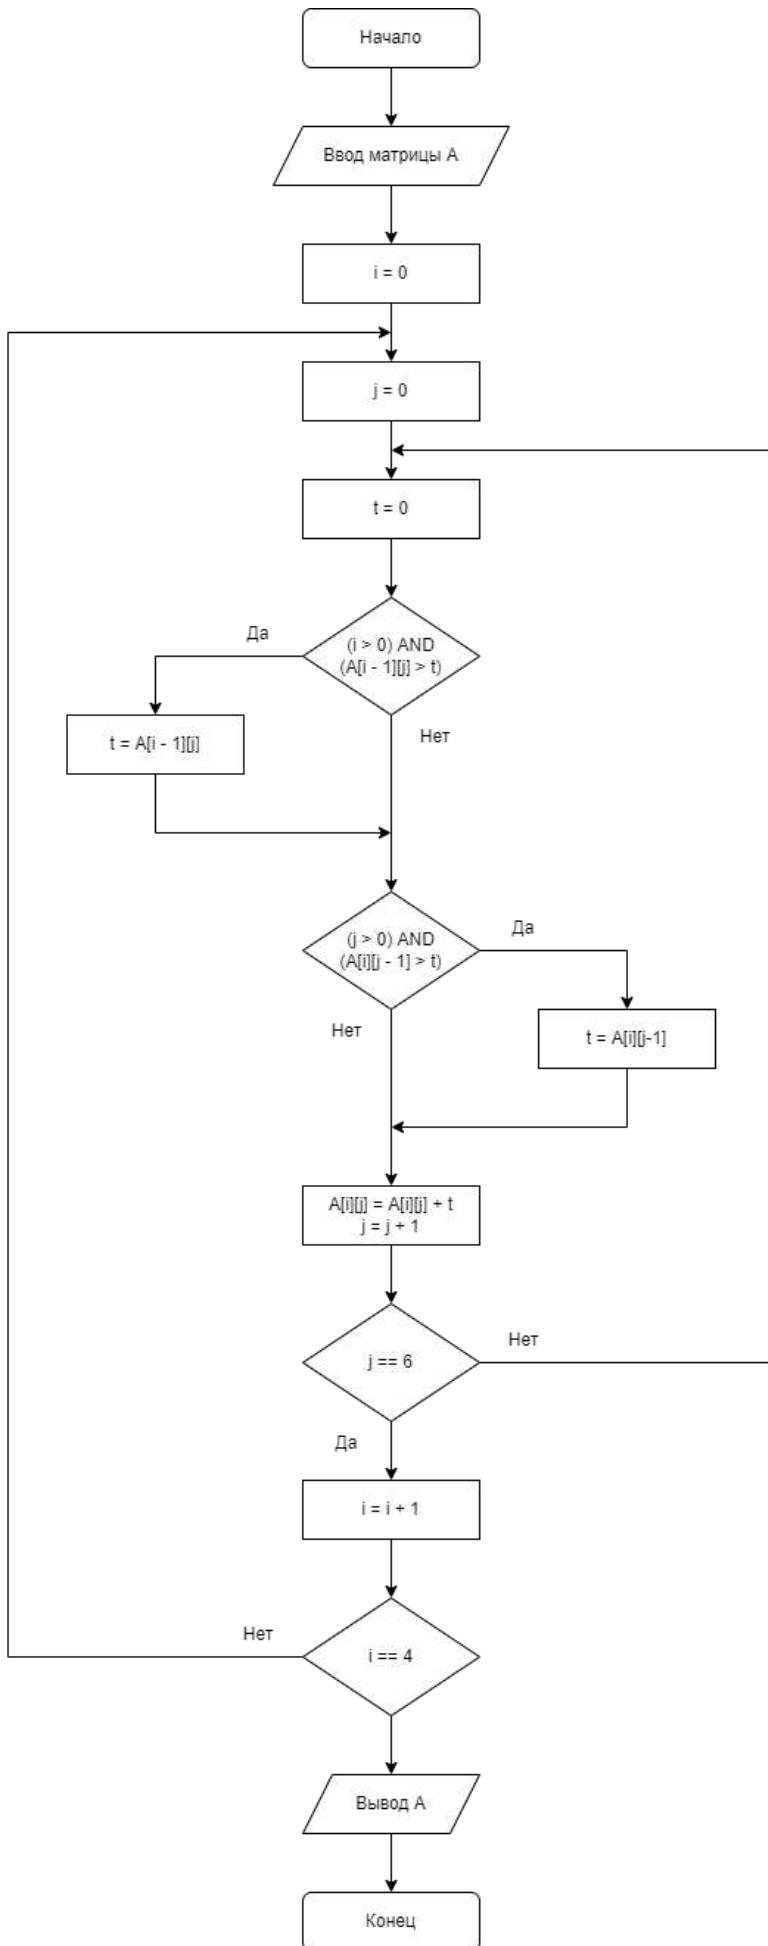 Начало
Ввод матрицы А
i = 0
j = 0
t = 0
Да
(i > 0) AND
(A[i - 1][j] > t)
Нет
t = A[i - 1][j]
(j > 0) AND
(A[i][j - 1] > t)
Да
Нет
t = A[i][j-1]
A[i][j] = A[i][j] + t
j = j + 1
j == 6
Нет
Да
i = i + 1
Нет
i == 4
Вывод А
Конец